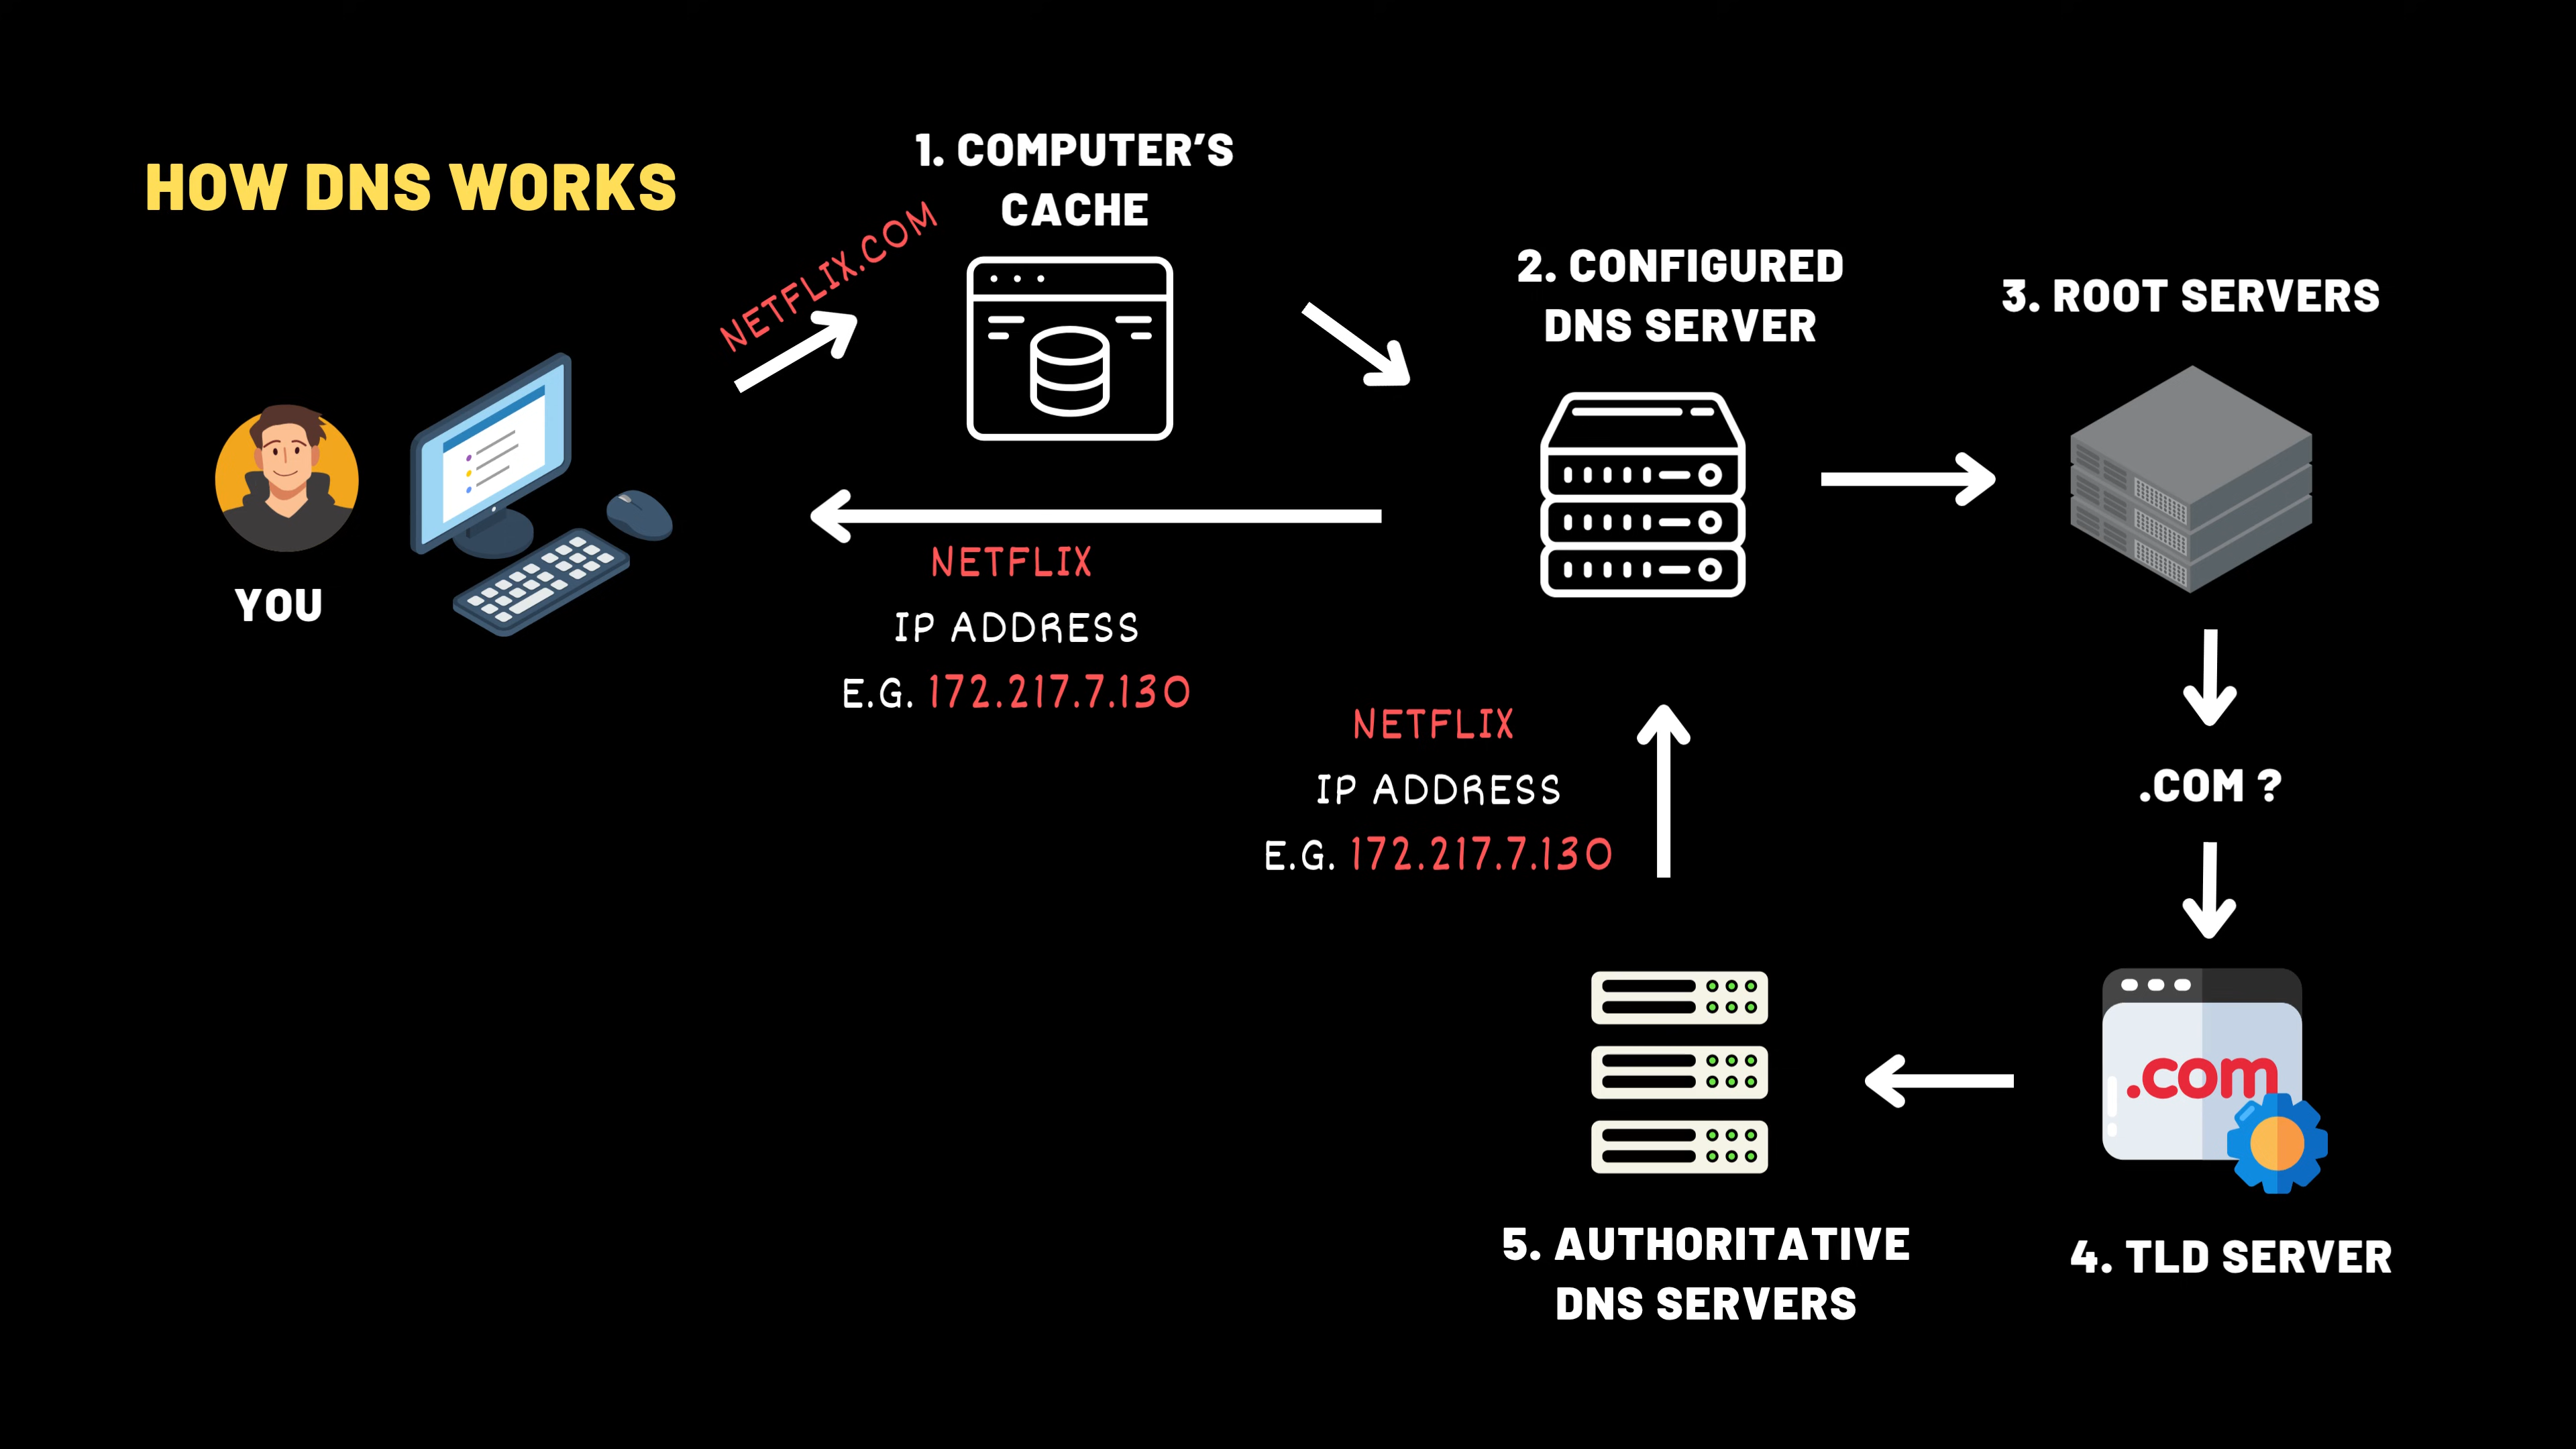 HOW DNS WORKS
YOU
NETFLIX.COM
1. COMPUTER'S
CACHE
2. CONFIGURED
DNS SERVER
3. ROOT SERVERS
.COM ?
.com
4. TLD SERVER
5. AUTHORITATIVE
DNS SERVERS
NETFLIX
IP ADDRESS
E.G. 172.217.7.130
NETFLIX
IP ADDRESS
E.G. 172.217.7.130